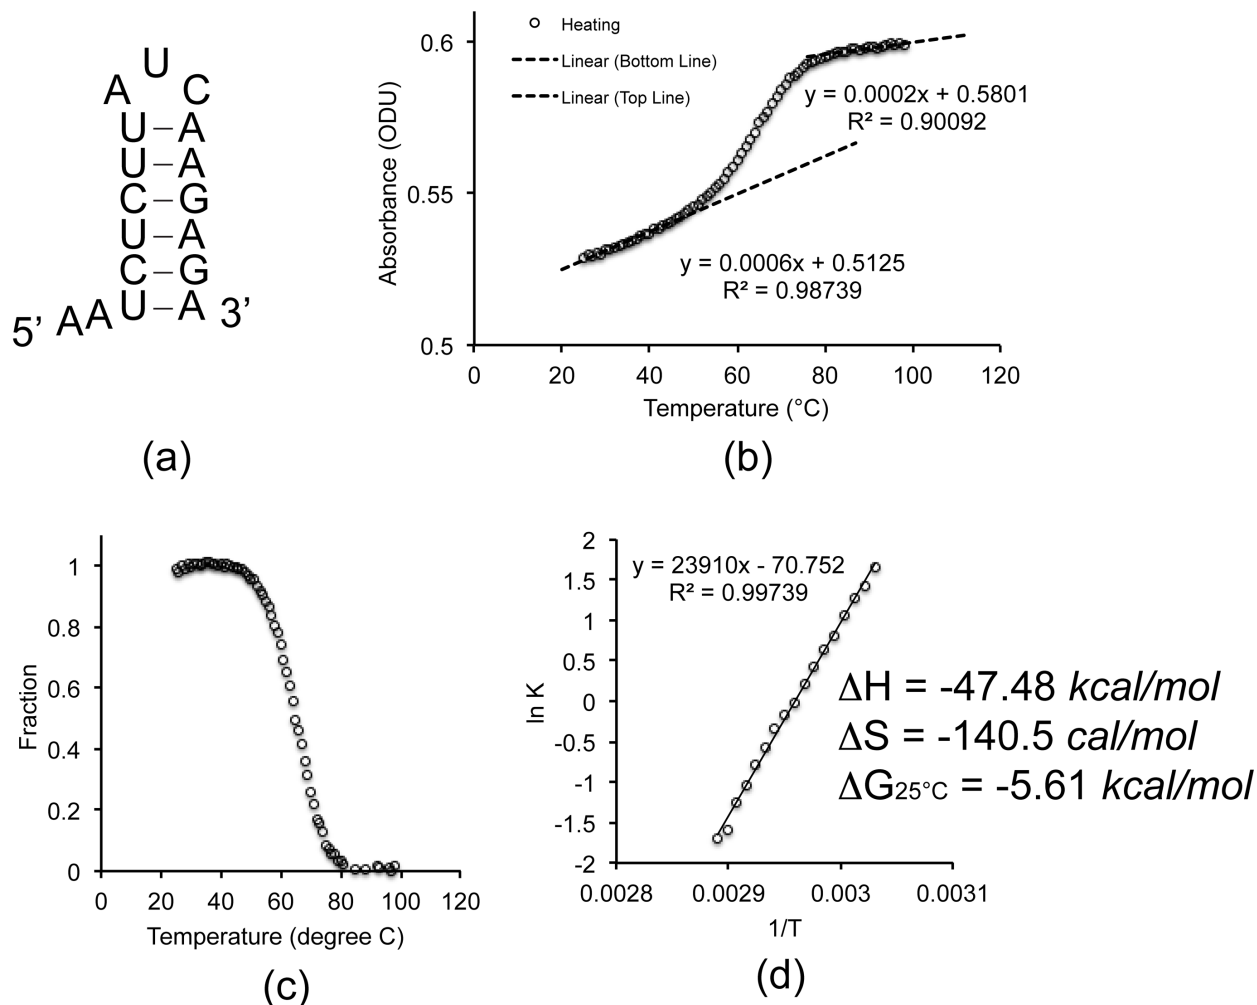 U
A C
U – A
U – A
C – G
U – A
C – G
5' AAU – A 3'
(a)
Heating
Linear (Bottom Line)
Linear (Top Line)
0.6
0.55
0.5
Absorbance (ODU)
y = 0.0002x + 0.5801
R² = 0.90092
y = 0.0006x + 0.5125
R² = 0.98739
0 20 40 60 80 100 120
Temperature (°C)
(b)
1
0.8
0.6
0.4
0.2
0
Fraction
0 20 40 60 80 100 120
Temperature (degree C)
(c)
2
1.5
1
0.5
0
-0.5
-1
-1.5
-2
ln K
y = 23910x - 70.752
R² = 0.99739
0.0028 0.0029 0.003 0.0031
1/T
(d)
ΔH = -47.48 kcal/mol
ΔS = -140.5 cal/mol
ΔG25°C = -5.61 kcal/mol